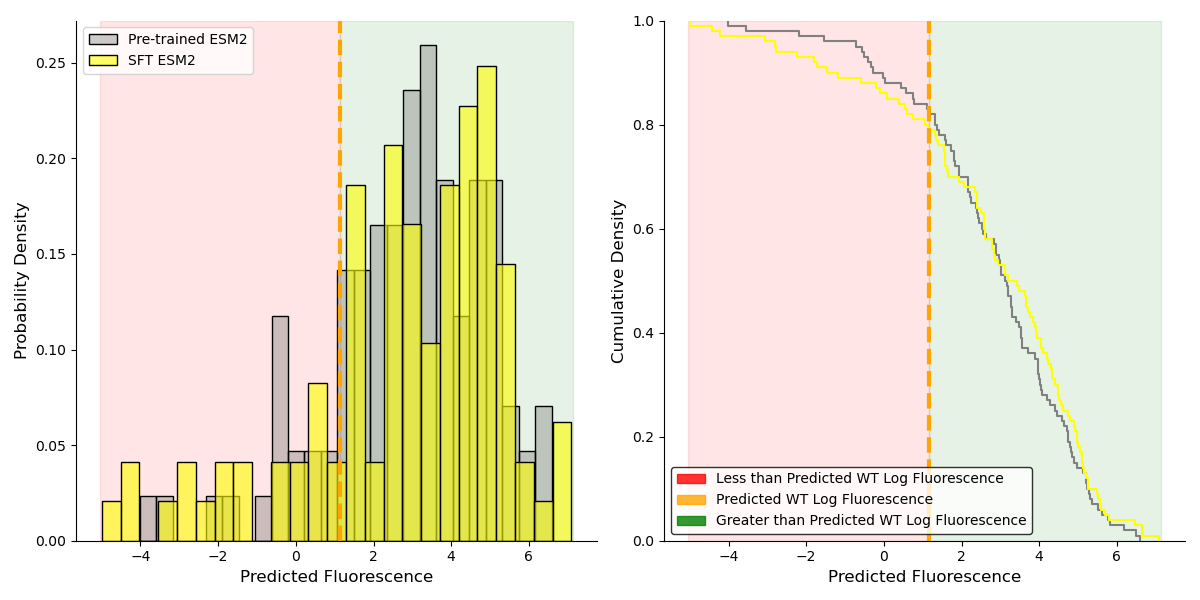 Pre-trained ESM2
SFT ESM2
Probability Density
0.25
0.20
0.15
0.10
0.05
0.00
−4
−2
0
2
4
6
Predicted Fluorescence
Cumulative Density
1.0
0.8
0.6
0.4
0.2
0.0
Less than Predicted WT Log Fluorescence
Predicted WT Log Fluorescence
Greater than Predicted WT Log Fluorescence
−4
−2
0
2
4
6
Predicted Fluorescence